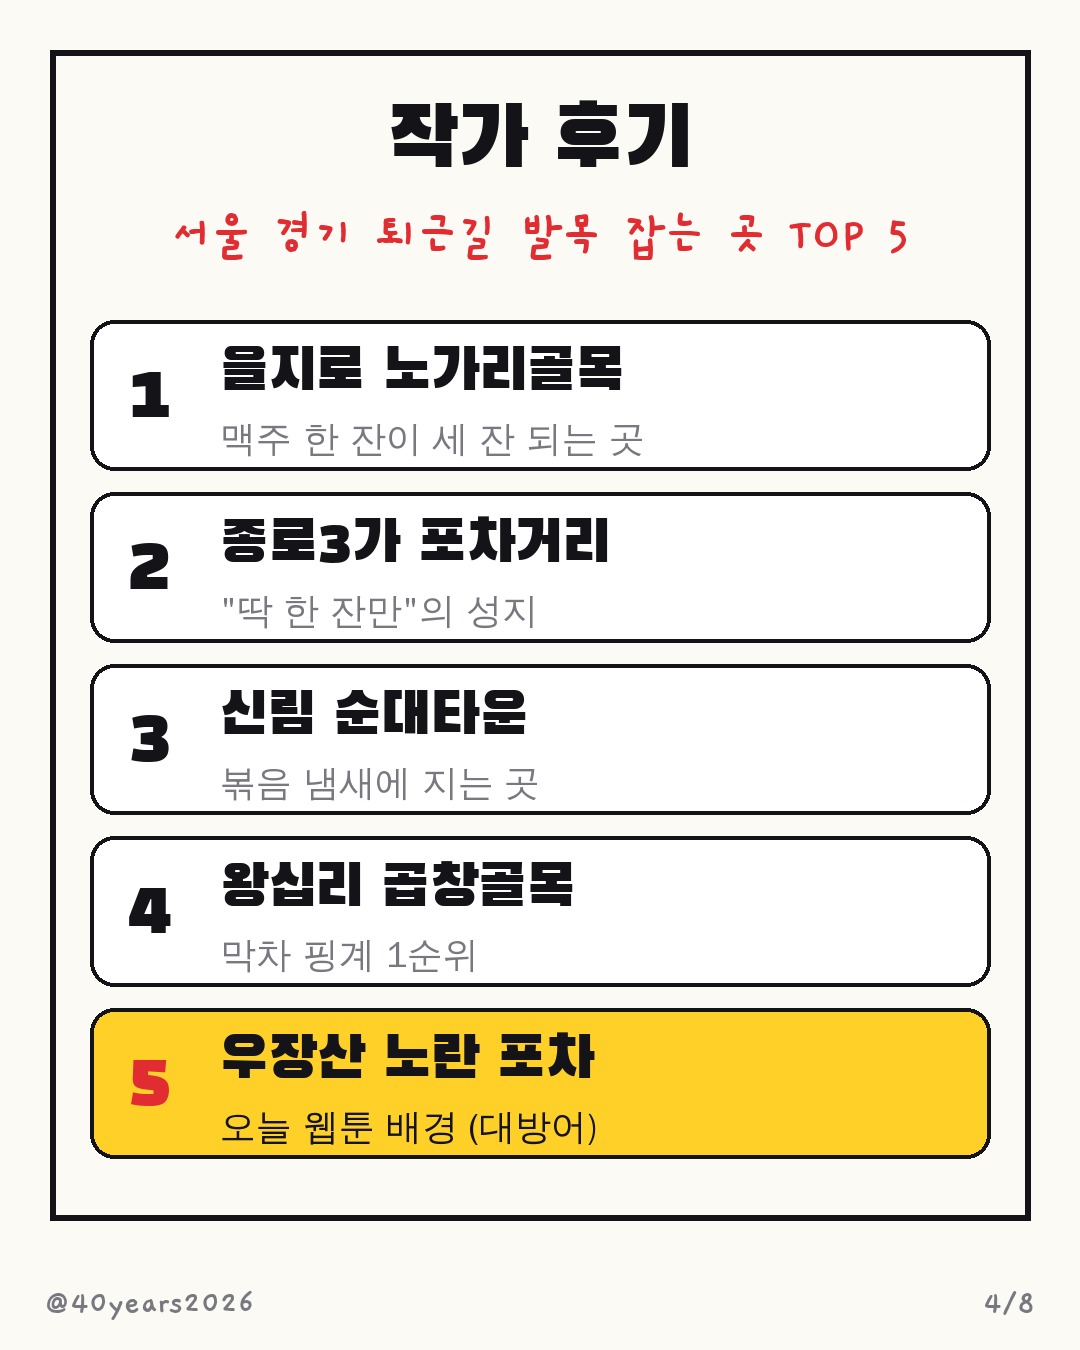 작가 후기
서울 경기 퇴근길 발목 잡는 곳 TOP 5
1
을지로 노가리골목
맥주 한 잔이 세 잔 되는 곳
2
종로3가 포차거리
"딱 한 잔만"의 성지
3
신림 순대타운
볶음 냄새에 지는 곳
4
왕십리 곱창골목
막차 핑계 1순위
5
우장산 노란 포차
오늘 웹툰 배경 (대방어)
@40years2026
4/8